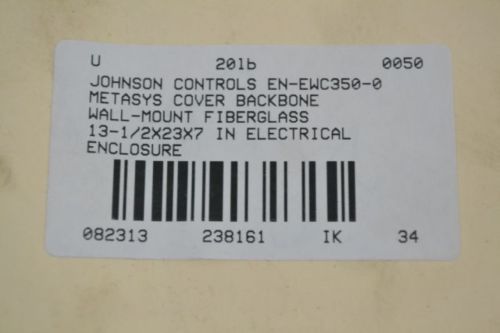 U 201b 0050
JOHNSON CONTROLS EN-EWC350-0
METASYS COVER BACKBONE
WALL-MOUNT FIBERGLASS
13-1/2X23X7 IN ELECTRICAL
ENCLOSURE
082313 238161 IK 34